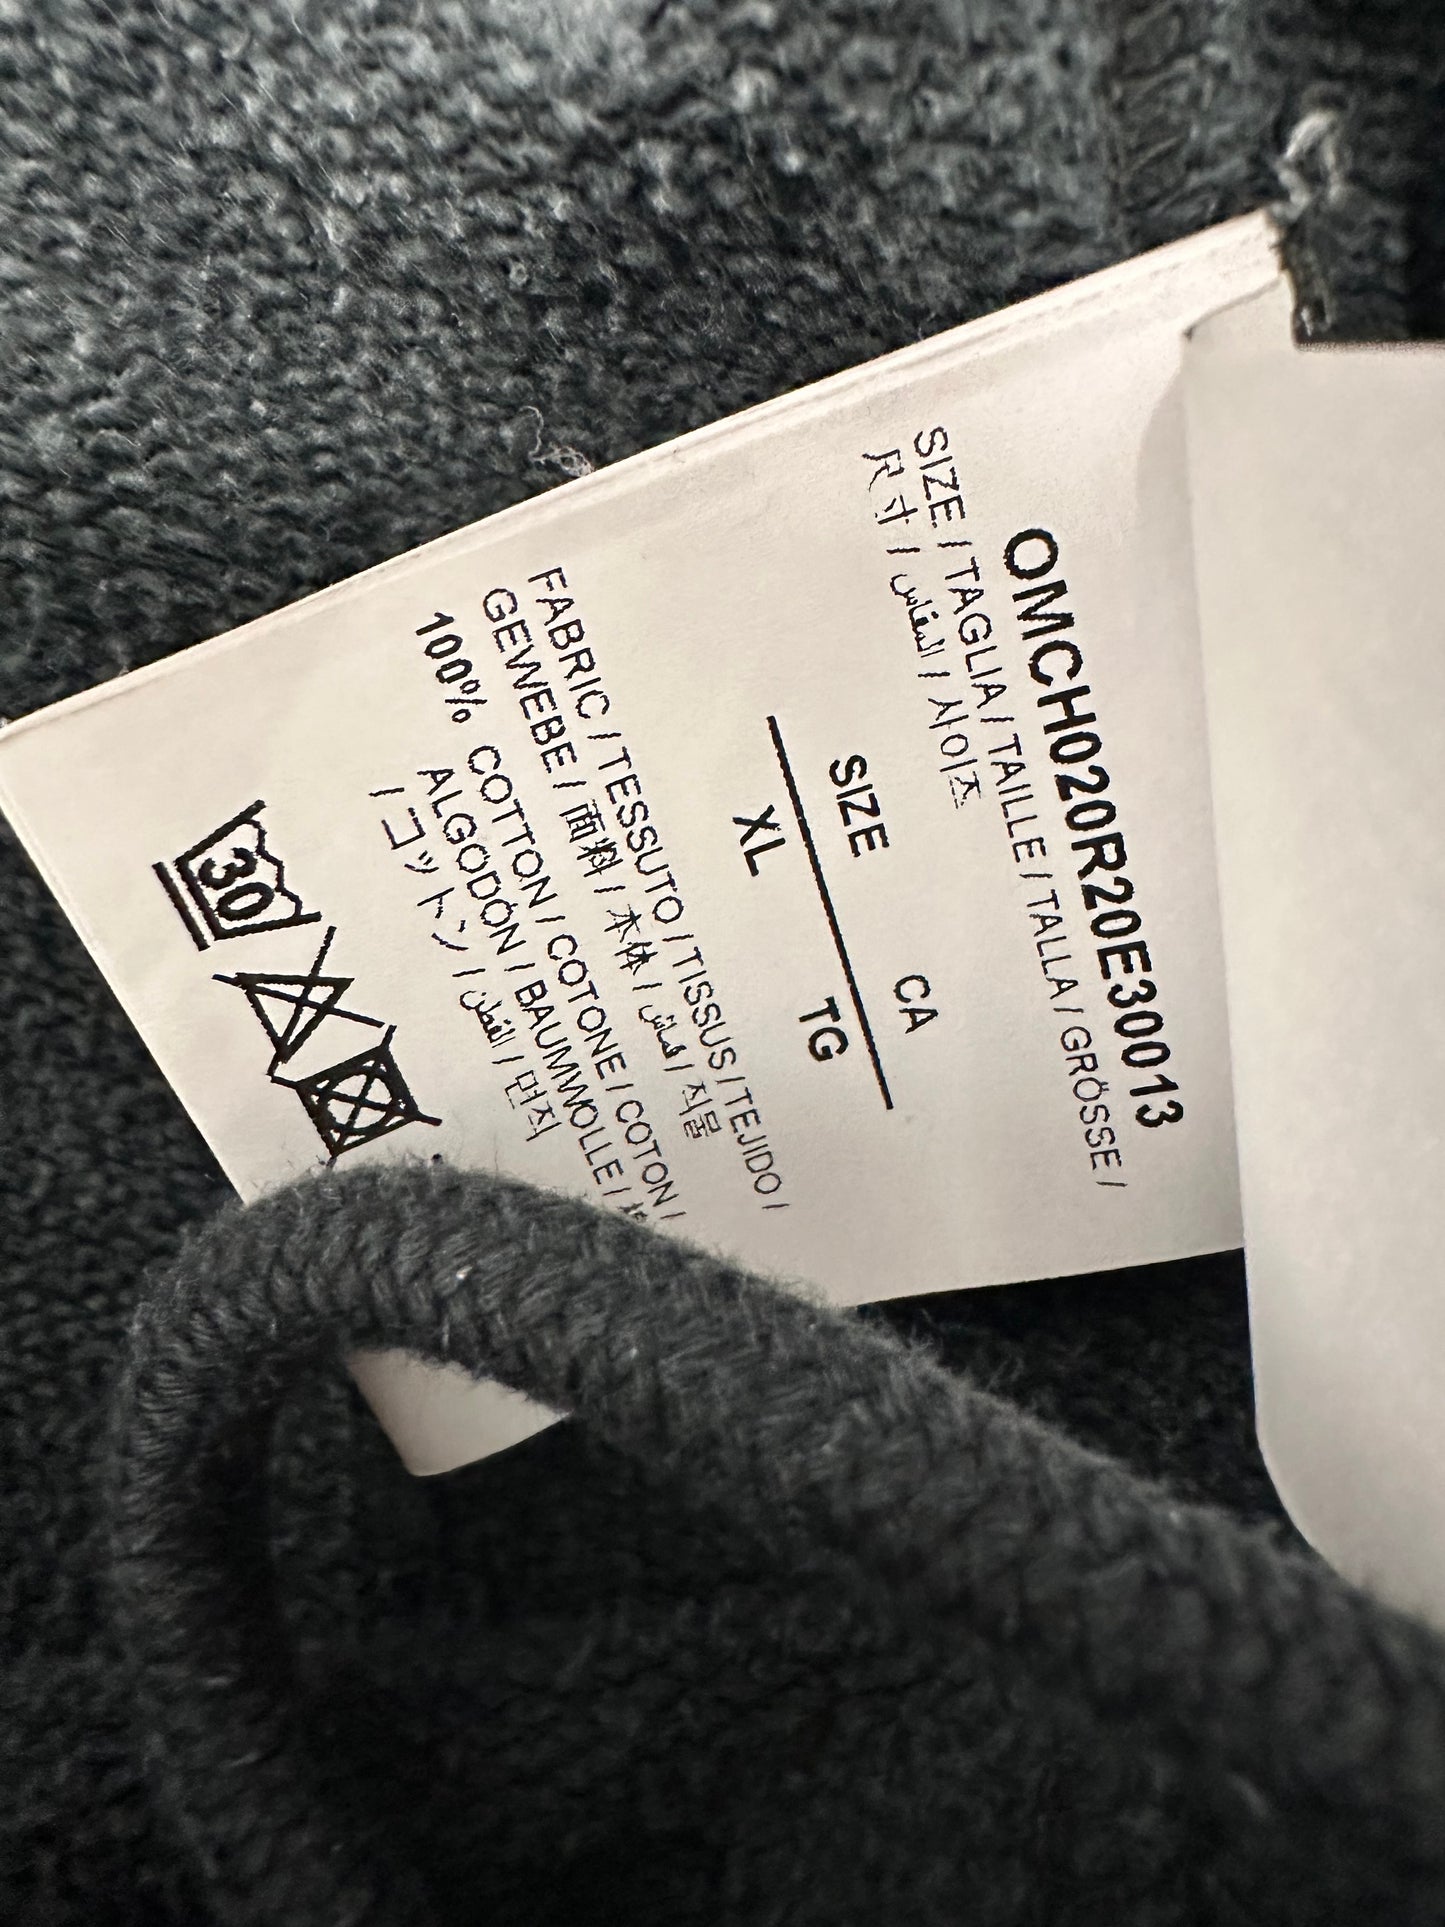 OMCH020R20E30013
SIZE / TAGLIA / TAILLE / TALLA / GRÖSSE /
尺寸 / المقاس / 사이즈
SIZE CA
XL TG
FABRIC / TESSUTO / TISSUS / TEJIDO /
GEWEBE / 面料 / 本体 / قماش / 직물
100% COTTON / COTONE / COTON /
ALGODÓN / BAUMWOLLE /
/ コットン / القطن / 면직
30